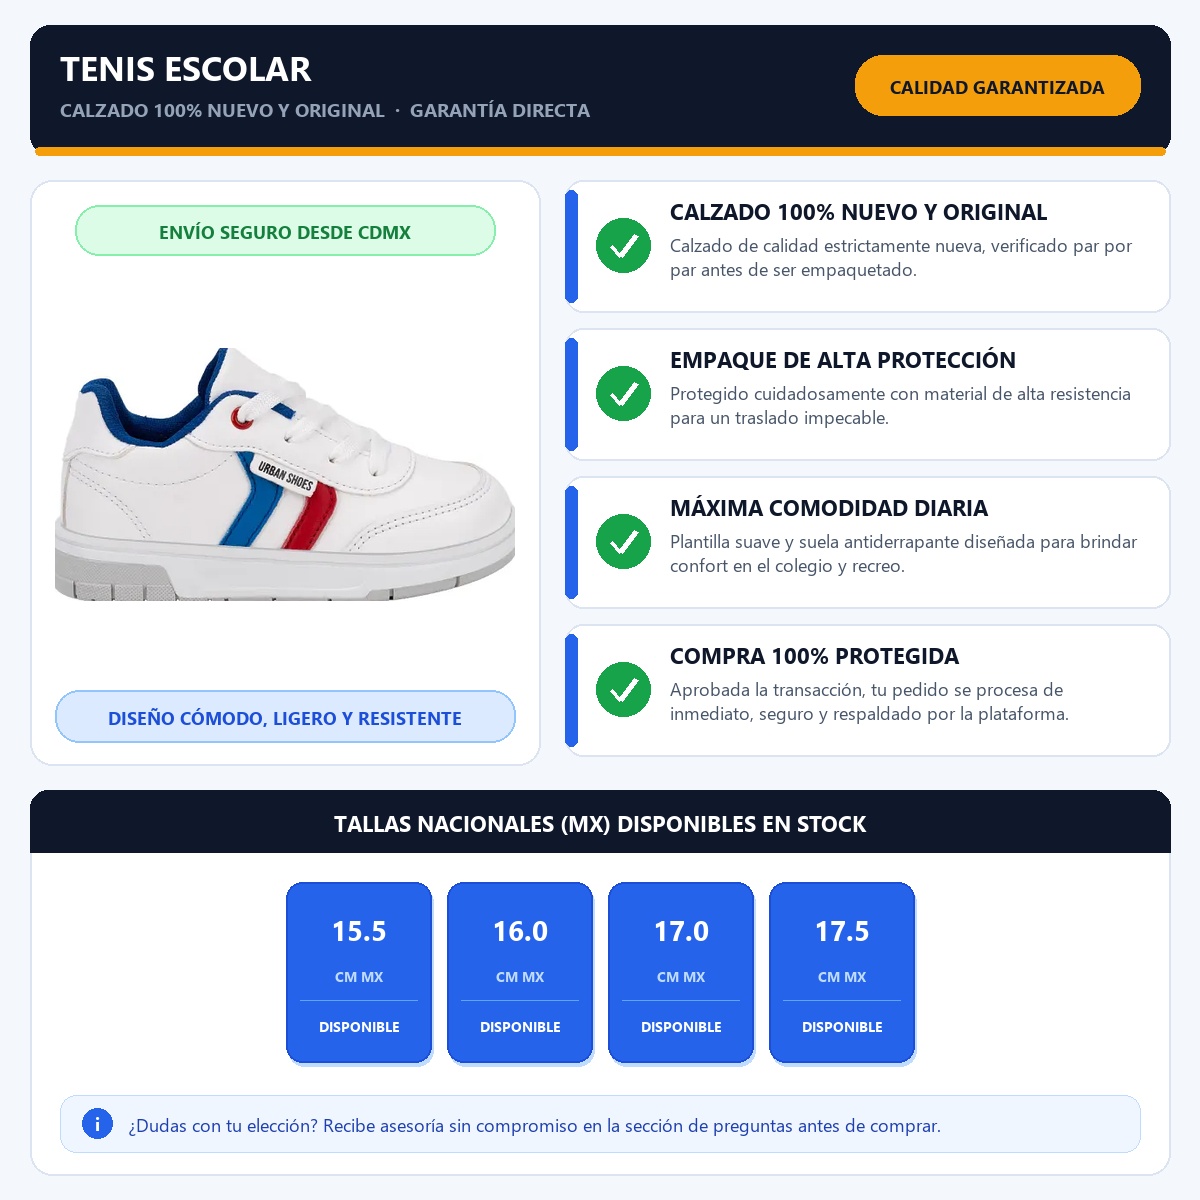 TENIS ESCOLAR
CALZADO 100% NUEVO Y ORIGINAL · GARANTÍA DIRECTA
CALIDAD GARANTIZADA
ENVÍO SEGURO DESDE CDMX
URBAN SHOES
DISEÑO CÓMODO, LIGERO Y RESISTENTE
CALZADO 100% NUEVO Y ORIGINAL
Calzado de calidad estrictamente nueva, verificado par por
par antes de ser empaquetado.
EMPAQUE DE ALTA PROTECCIÓN
Protegido cuidadosamente con material de alta resistencia
para un traslado impecable.
MÁXIMA COMODIDAD DIARIA
Plantilla suave y suela antiderrapante diseñada para brindar
confort en el colegio y recreo.
COMPRA 100% PROTEGIDA
Aprobada la transacción, tu pedido se procesa de
inmediato, seguro y respaldado por la plataforma.
TALLAS NACIONALES (MX) DISPONIBLES EN STOCK
15.5
CM MX
DISPONIBLE
16.0
CM MX
DISPONIBLE
17.0
CM MX
DISPONIBLE
17.5
CM MX
DISPONIBLE
¿Dudas con tu elección? Recibe asesoría sin compromiso en la sección de preguntas antes de comprar.